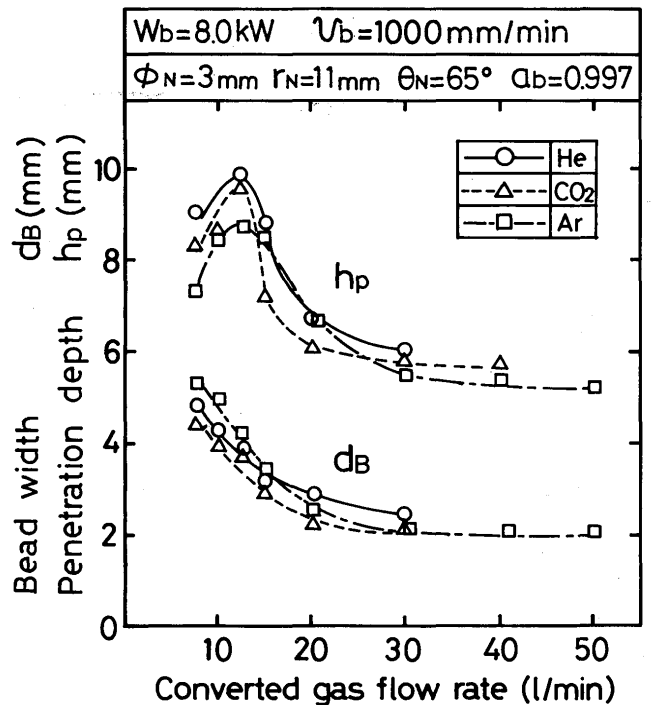 Wb=8.0kW υb=1000mm/min
ΦN=3mm rN=11mm θN=65° ab=0.997
He
CO2
Ar
Bead width dB (mm)
Penetration depth hp (mm)
10
8
6
4
2
0
hp
dB
10 20 30 40 50
Converted gas flow rate (l/min)